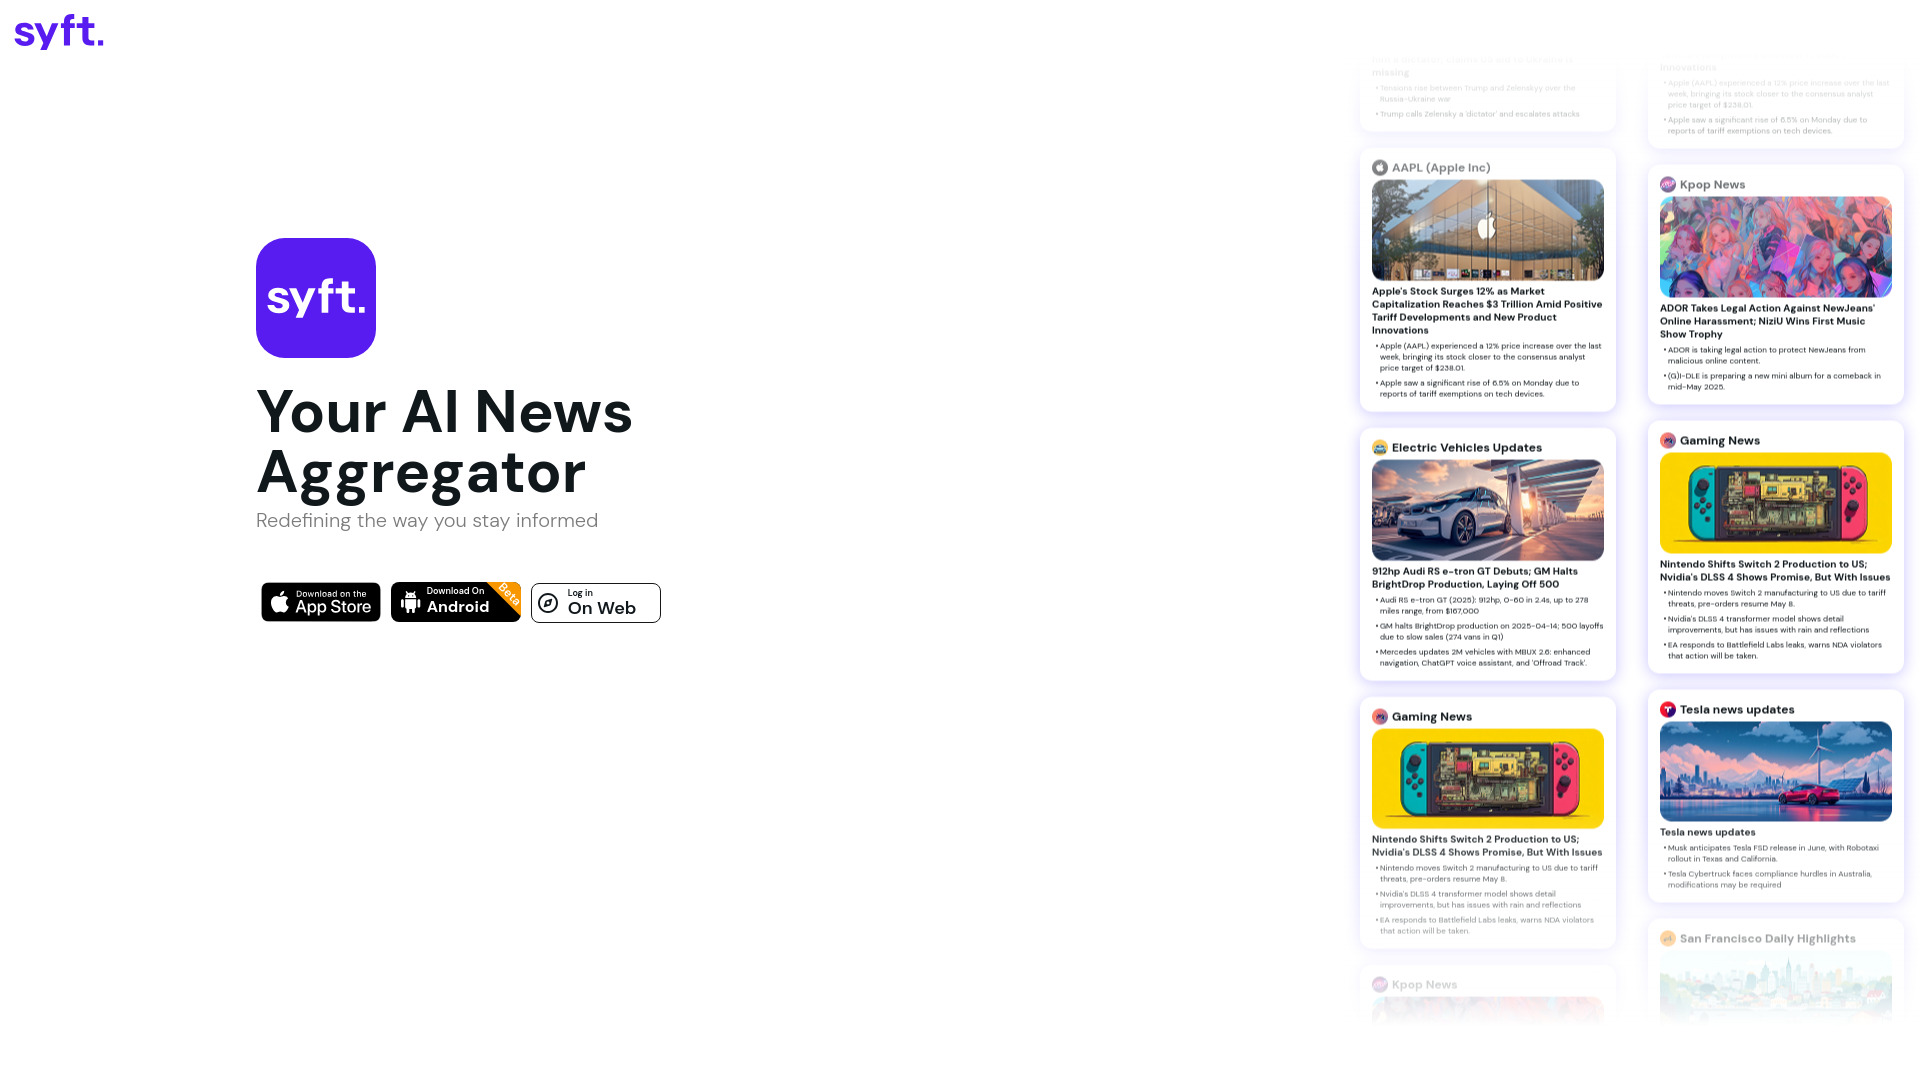 syft.
syft.
Your AI News
Aggregator
Redefining the way you stay informed
Download on the
App Store
Download On
Android
Beta
Log in
On Web
missing
• Tensions rise between Trump and Zelenskyy over the
Russia-Ukraine war
• Trump calls Zelensky a 'dictator' and escalates attacks
AAPL (Apple Inc)
Apple's Stock Surges 12% as Market
Capitalization Reaches $3 Trillion Amid Positive
Tariff Developments and New Product
Innovations
• Apple (AAPL) experienced a 12% price increase over the last
week, bringing its stock closer to the consensus analyst
price target of $238.01.
• Apple saw a significant rise of 6.5% on Monday due to
reports of tariff exemptions on tech devices.
Electric Vehicles Updates
912hp Audi RS e-tron GT Debuts; GM Halts
BrightDrop Production, Laying Off 500
• Audi RS e-tron GT (2025): 912hp, 0-60 in 2.4s, up to 278
miles range, from $167,000
• GM halts BrightDrop production on 2025-04-14; 500 layoffs
due to slow sales (274 vans in Q1)
• Mercedes updates 2M vehicles with MBUX 2.6: enhanced
navigation, ChatGPT voice assistant, and 'Offroad Track'.
Gaming News
Nintendo Shifts Switch 2 Production to US;
Nvidia's DLSS 4 Shows Promise, But With Issues
• Nintendo moves Switch 2 manufacturing to US due to tariff
threats, pre-orders resume May 8.
• Nvidia's DLSS 4 transformer model shows detail
improvements, but has issues with rain and reflections
• EA responds to Battlefield Labs leaks, warns NDA violators
that action will be taken.
Kpop News
Innovations
• Apple (AAPL) experienced a 12% price increase over the last
week, bringing its stock closer to the consensus analyst
price target of $238.01.
• Apple saw a significant rise of 6.5% on Monday due to
reports of tariff exemptions on tech devices.
Kpop News
ADOR Takes Legal Action Against NewJeans'
Online Harassment; NiziU Wins First Music
Show Trophy
• ADOR is taking legal action to protect NewJeans from
malicious online content.
• (G)I-DLE is preparing a new mini album for a comeback in
mid-May 2025.
Gaming News
Nintendo Shifts Switch 2 Production to US;
Nvidia's DLSS 4 Shows Promise, But With Issues
• Nintendo moves Switch 2 manufacturing to US due to tariff
threats, pre-orders resume May 8.
• Nvidia's DLSS 4 transformer model shows detail
improvements, but has issues with rain and reflections
• EA responds to Battlefield Labs leaks, warns NDA violators
that action will be taken.
Tesla news updates
Tesla news updates
• Musk anticipates Tesla FSD release in June, with Robotaxi
rollout in Texas and California.
• Tesla Cybertruck faces compliance hurdles in Australia,
modifications may be required
San Francisco Daily Highlights